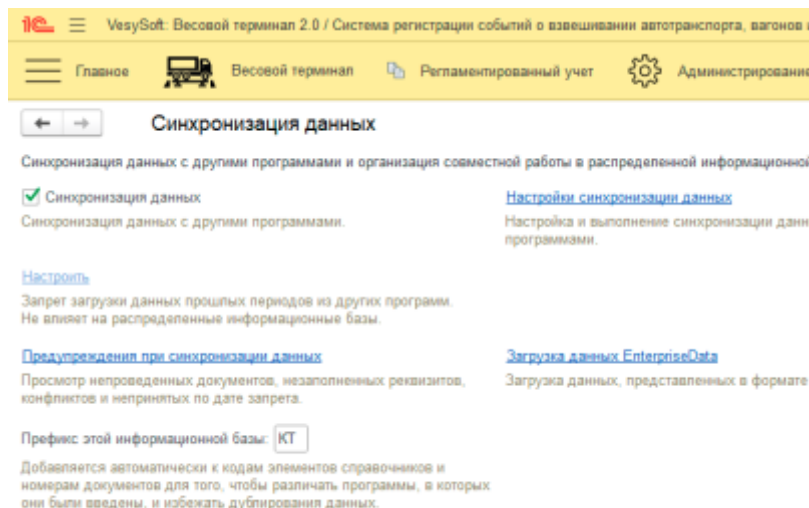 1С VesySoft: Весовой терминал 2.0 / Система регистрации событий о взвешивании автотранспорта, вагонов и
Главное Весовой терминал Регламентированный учет Администрирование
Синхронизация данных
Синхронизация данных с другими программами и организация совместной работы в распределенной информационной
Синхронизация данных
Настройки синхронизации данных
Синхронизация данных с другими программами.
Настройка и выполнение синхронизации данн
программами.
Настроить
Запрет загрузки данных прошлых периодов из других программ.
Не влияет на распределенные информационные базы.
Предупреждения при синхронизации данных
Загрузка данных EnterpriseData
Просмотр непроведенных документов, незаполненных реквизитов,
конфликтов и непринятых по дате запрета.
Загрузка данных, представленных в формате
Префикс этой информационной базы: КТ
Добавляется автоматически к кодам элементов справочников и
номерам документов для того, чтобы различать программы, в которых
они были введены, и избежать дублирования данных.